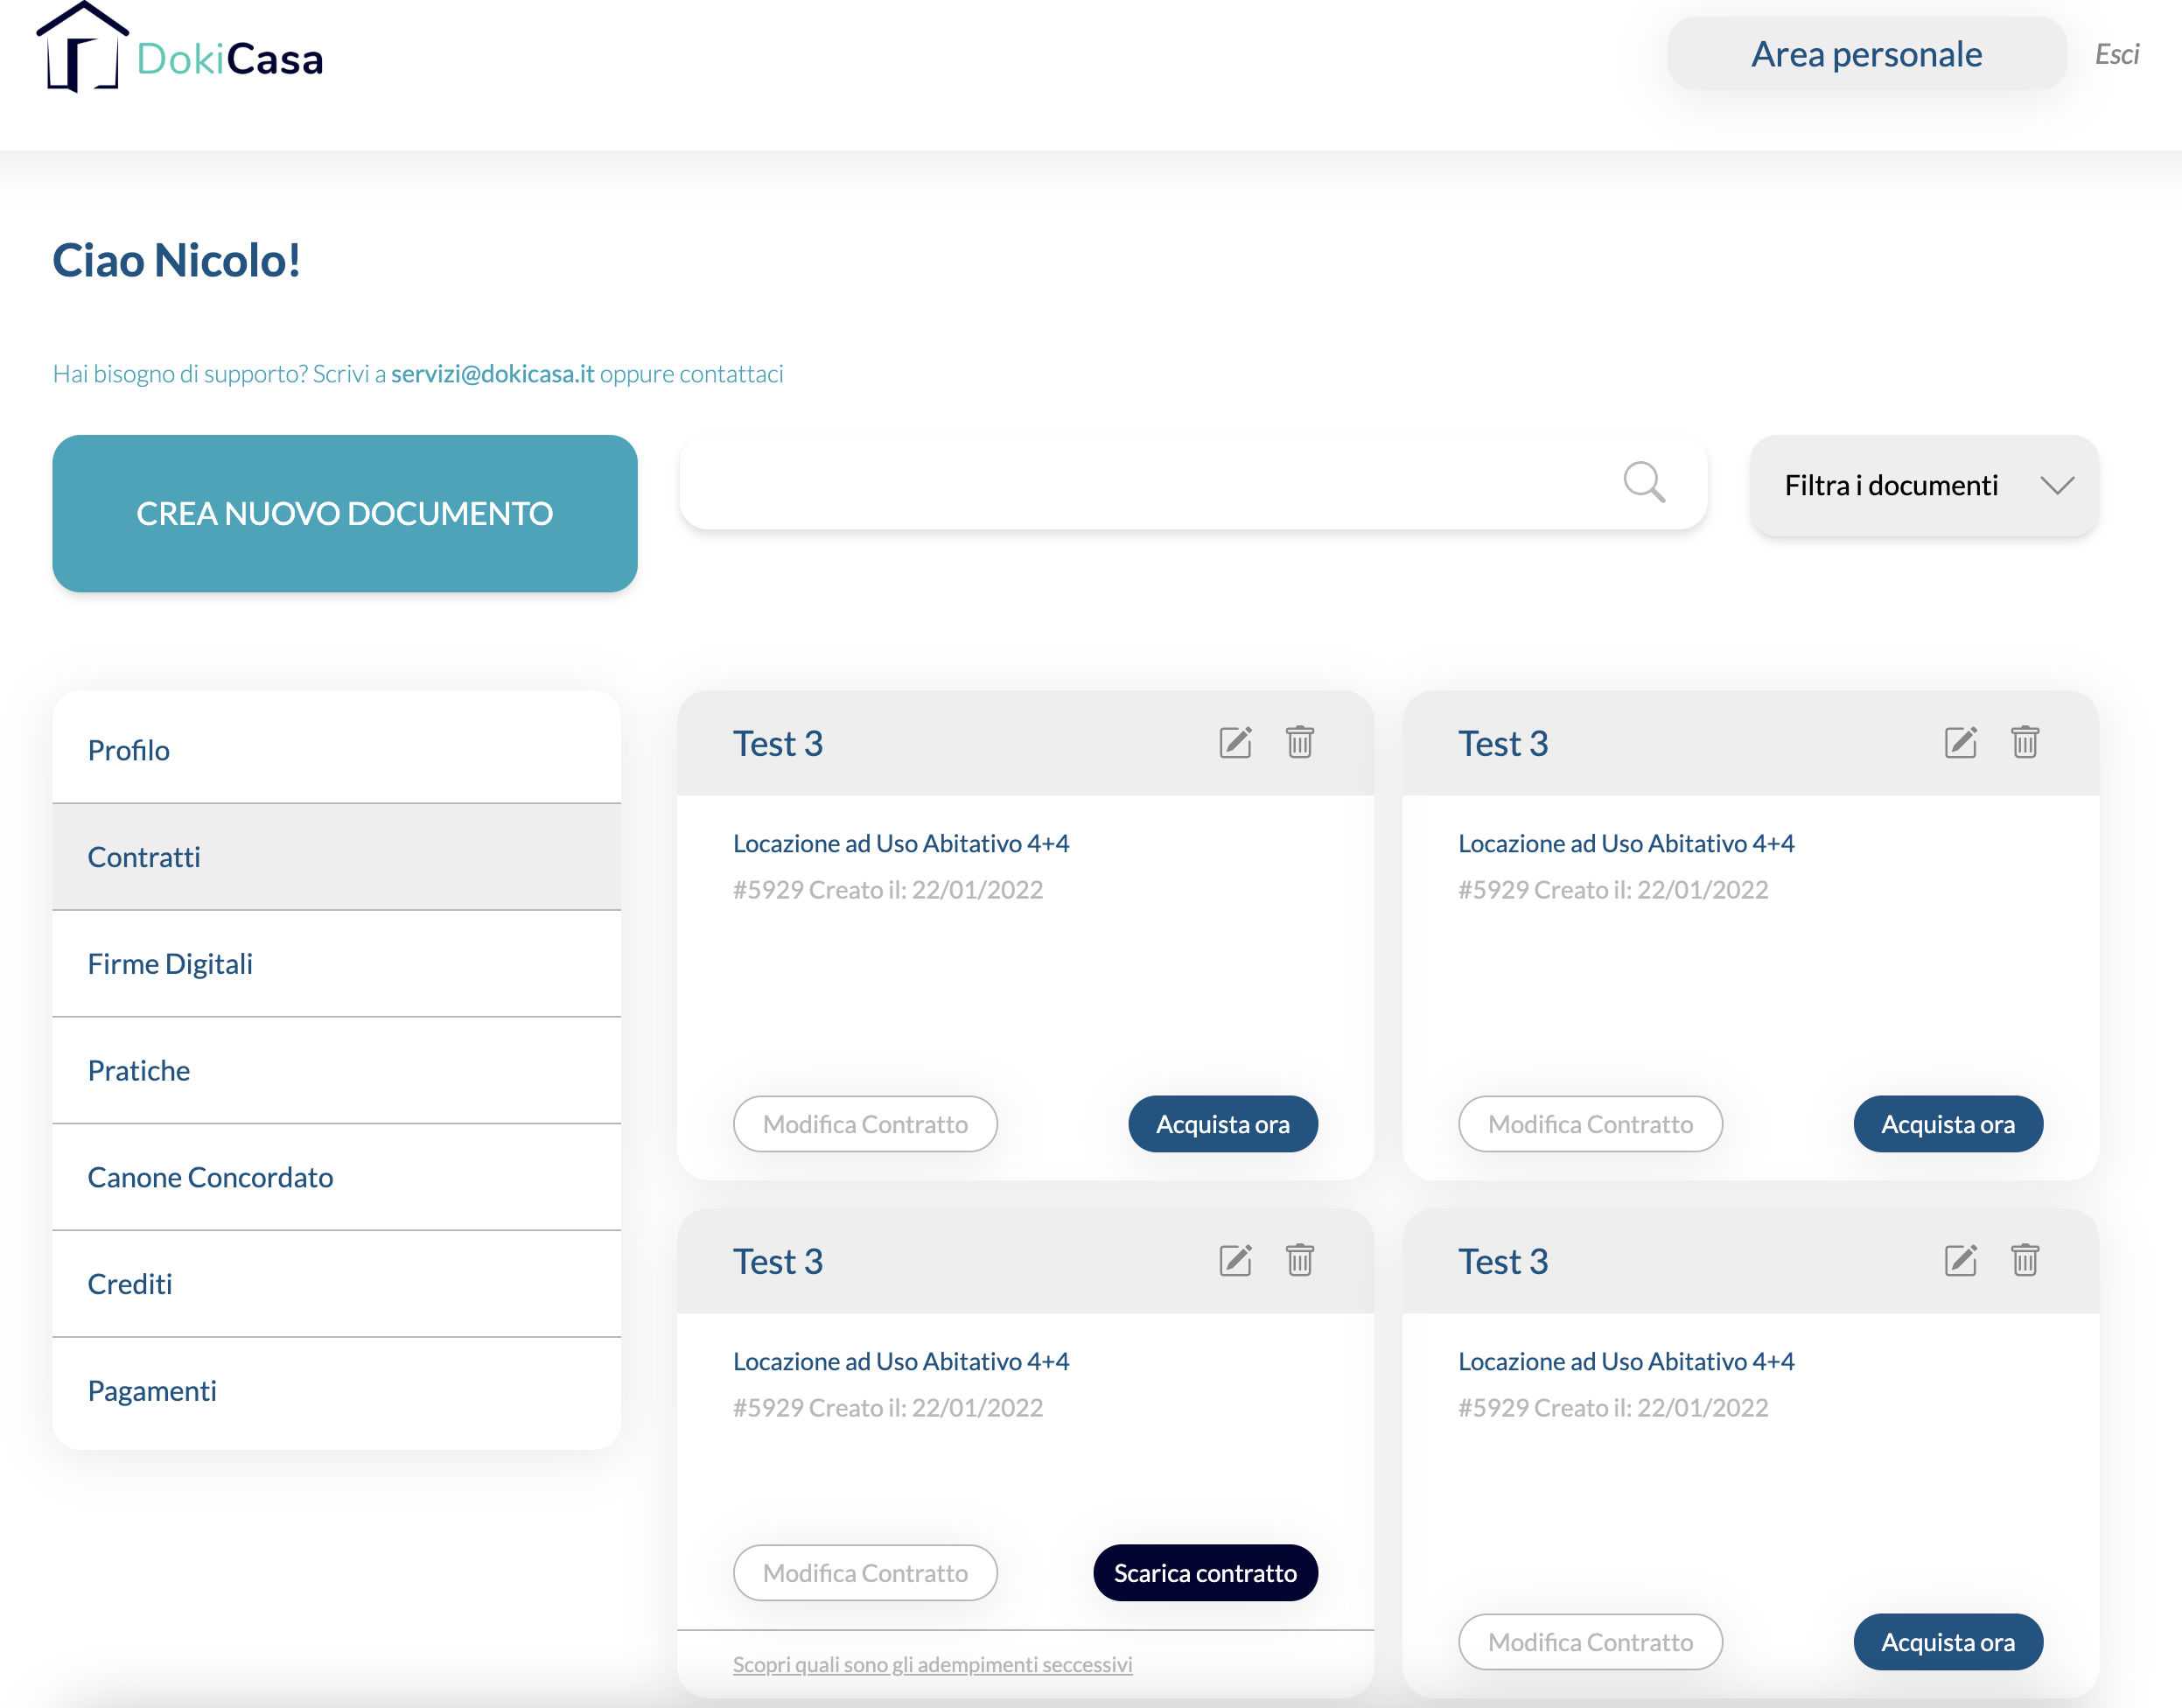 DokiCasa
Area personale
Esci
Ciao Nicolo!
Hai bisogno di supporto? Scrivi a servizi@dokicasa.it oppure contattaci
CREA NUOVO DOCUMENTO
Filtra i documenti
Profilo
Contratti
Firme Digitali
Pratiche
Canone Concordato
Crediti
Pagamenti
Test 3
Locazione ad Uso Abitativo 4+4
#5929 Creato il: 22/01/2022
Modifica Contratto
Acquista ora
Test 3
Locazione ad Uso Abitativo 4+4
#5929 Creato il: 22/01/2022
Modifica Contratto
Acquista ora
Test 3
Locazione ad Uso Abitativo 4+4
#5929 Creato il: 22/01/2022
Modifica Contratto
Scarica contratto
Scopri quali sono gli adempimenti seccessivi
Test 3
Locazione ad Uso Abitativo 4+4
#5929 Creato il: 22/01/2022
Modifica Contratto
Acquista ora